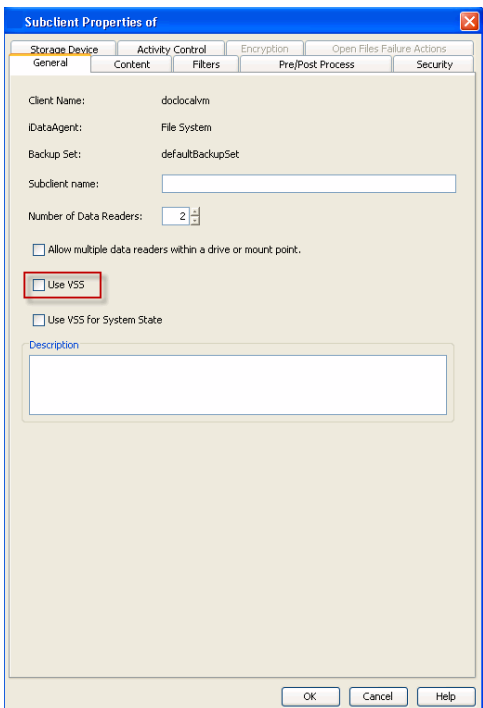 Subclient Properties of
Storage Device Activity Control Encryption Open Files Failure Actions
General Content Filters Pre/Post Process Security
Client Name: doclocalvm
iDataAgent: File System
Backup Set: defaultBackupSet
Subclient name:
Number of Data Readers: 2
Allow multiple data readers within a drive or mount point.
Use VSS
Use VSS for System State
Description
OK Cancel Help